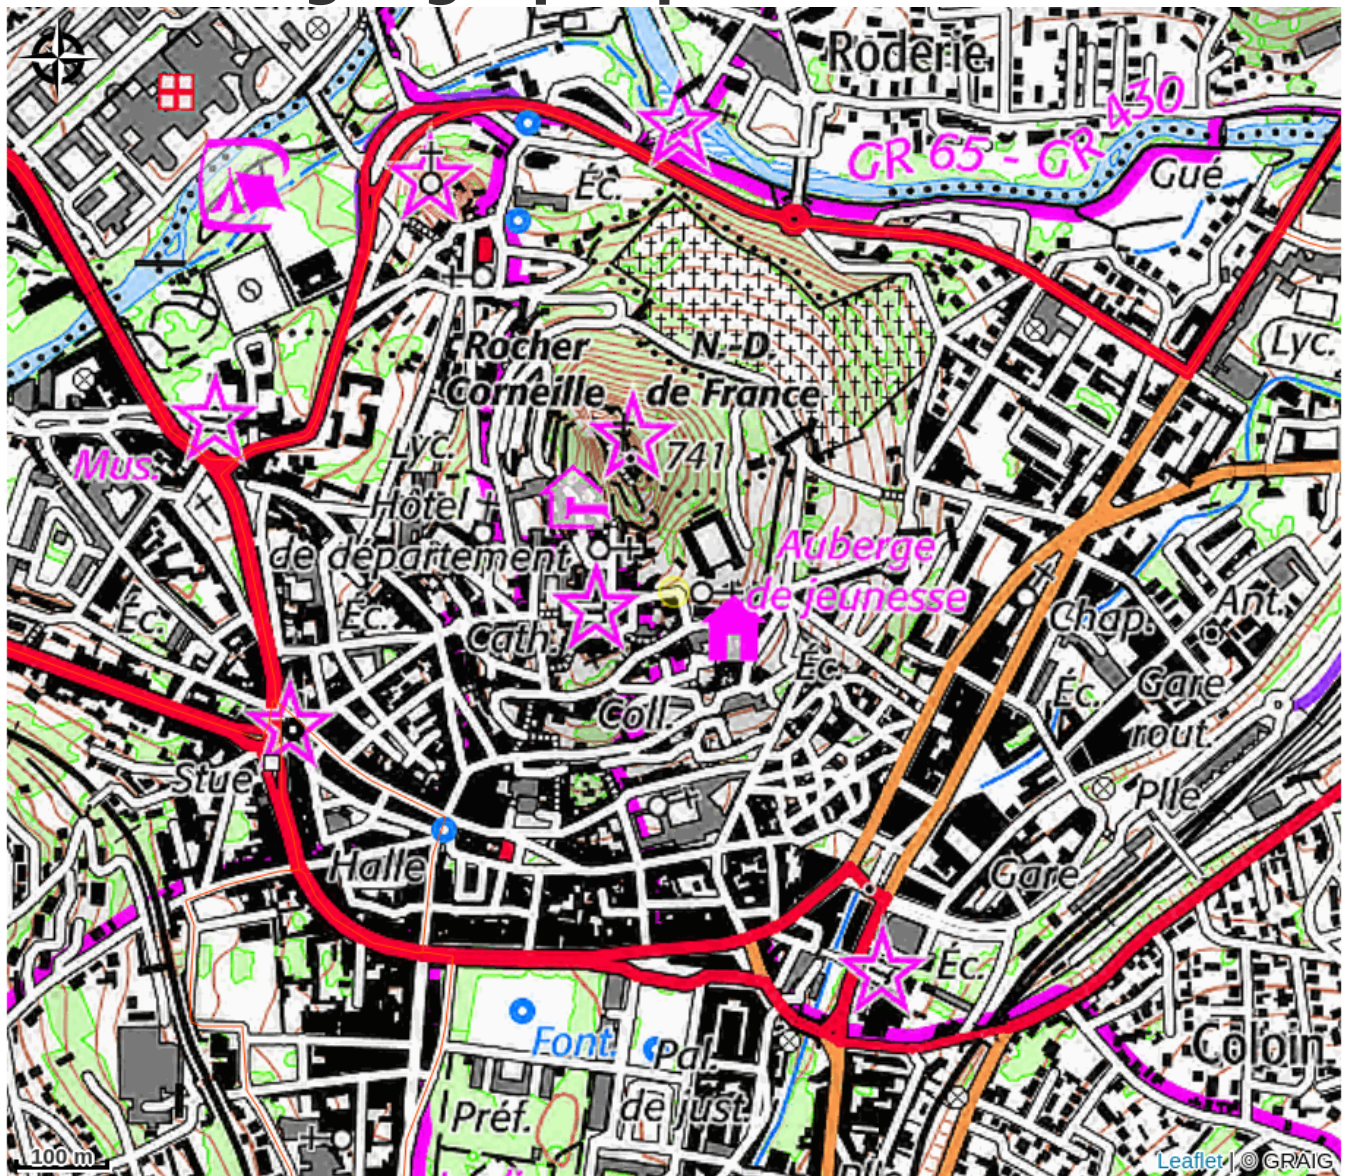 Roderie
GR 65 - GR 430
Éc.
Gué
Rocher
Corneille
N.-D.
de France
Lyc.
Lyc.
741
Mus.
Hôtel
de département
Auberge
de jeunesse
Éc.
Éc.
Cath.
Éc.
Chap.
Ant.
Éc.
Gare
rout.
Coll.
Stue
Plle
Halle
Gare
Éc.
Font.
Pal.
de just.
Préf.
Coloin
100 m
Leaflet | © GRAIG